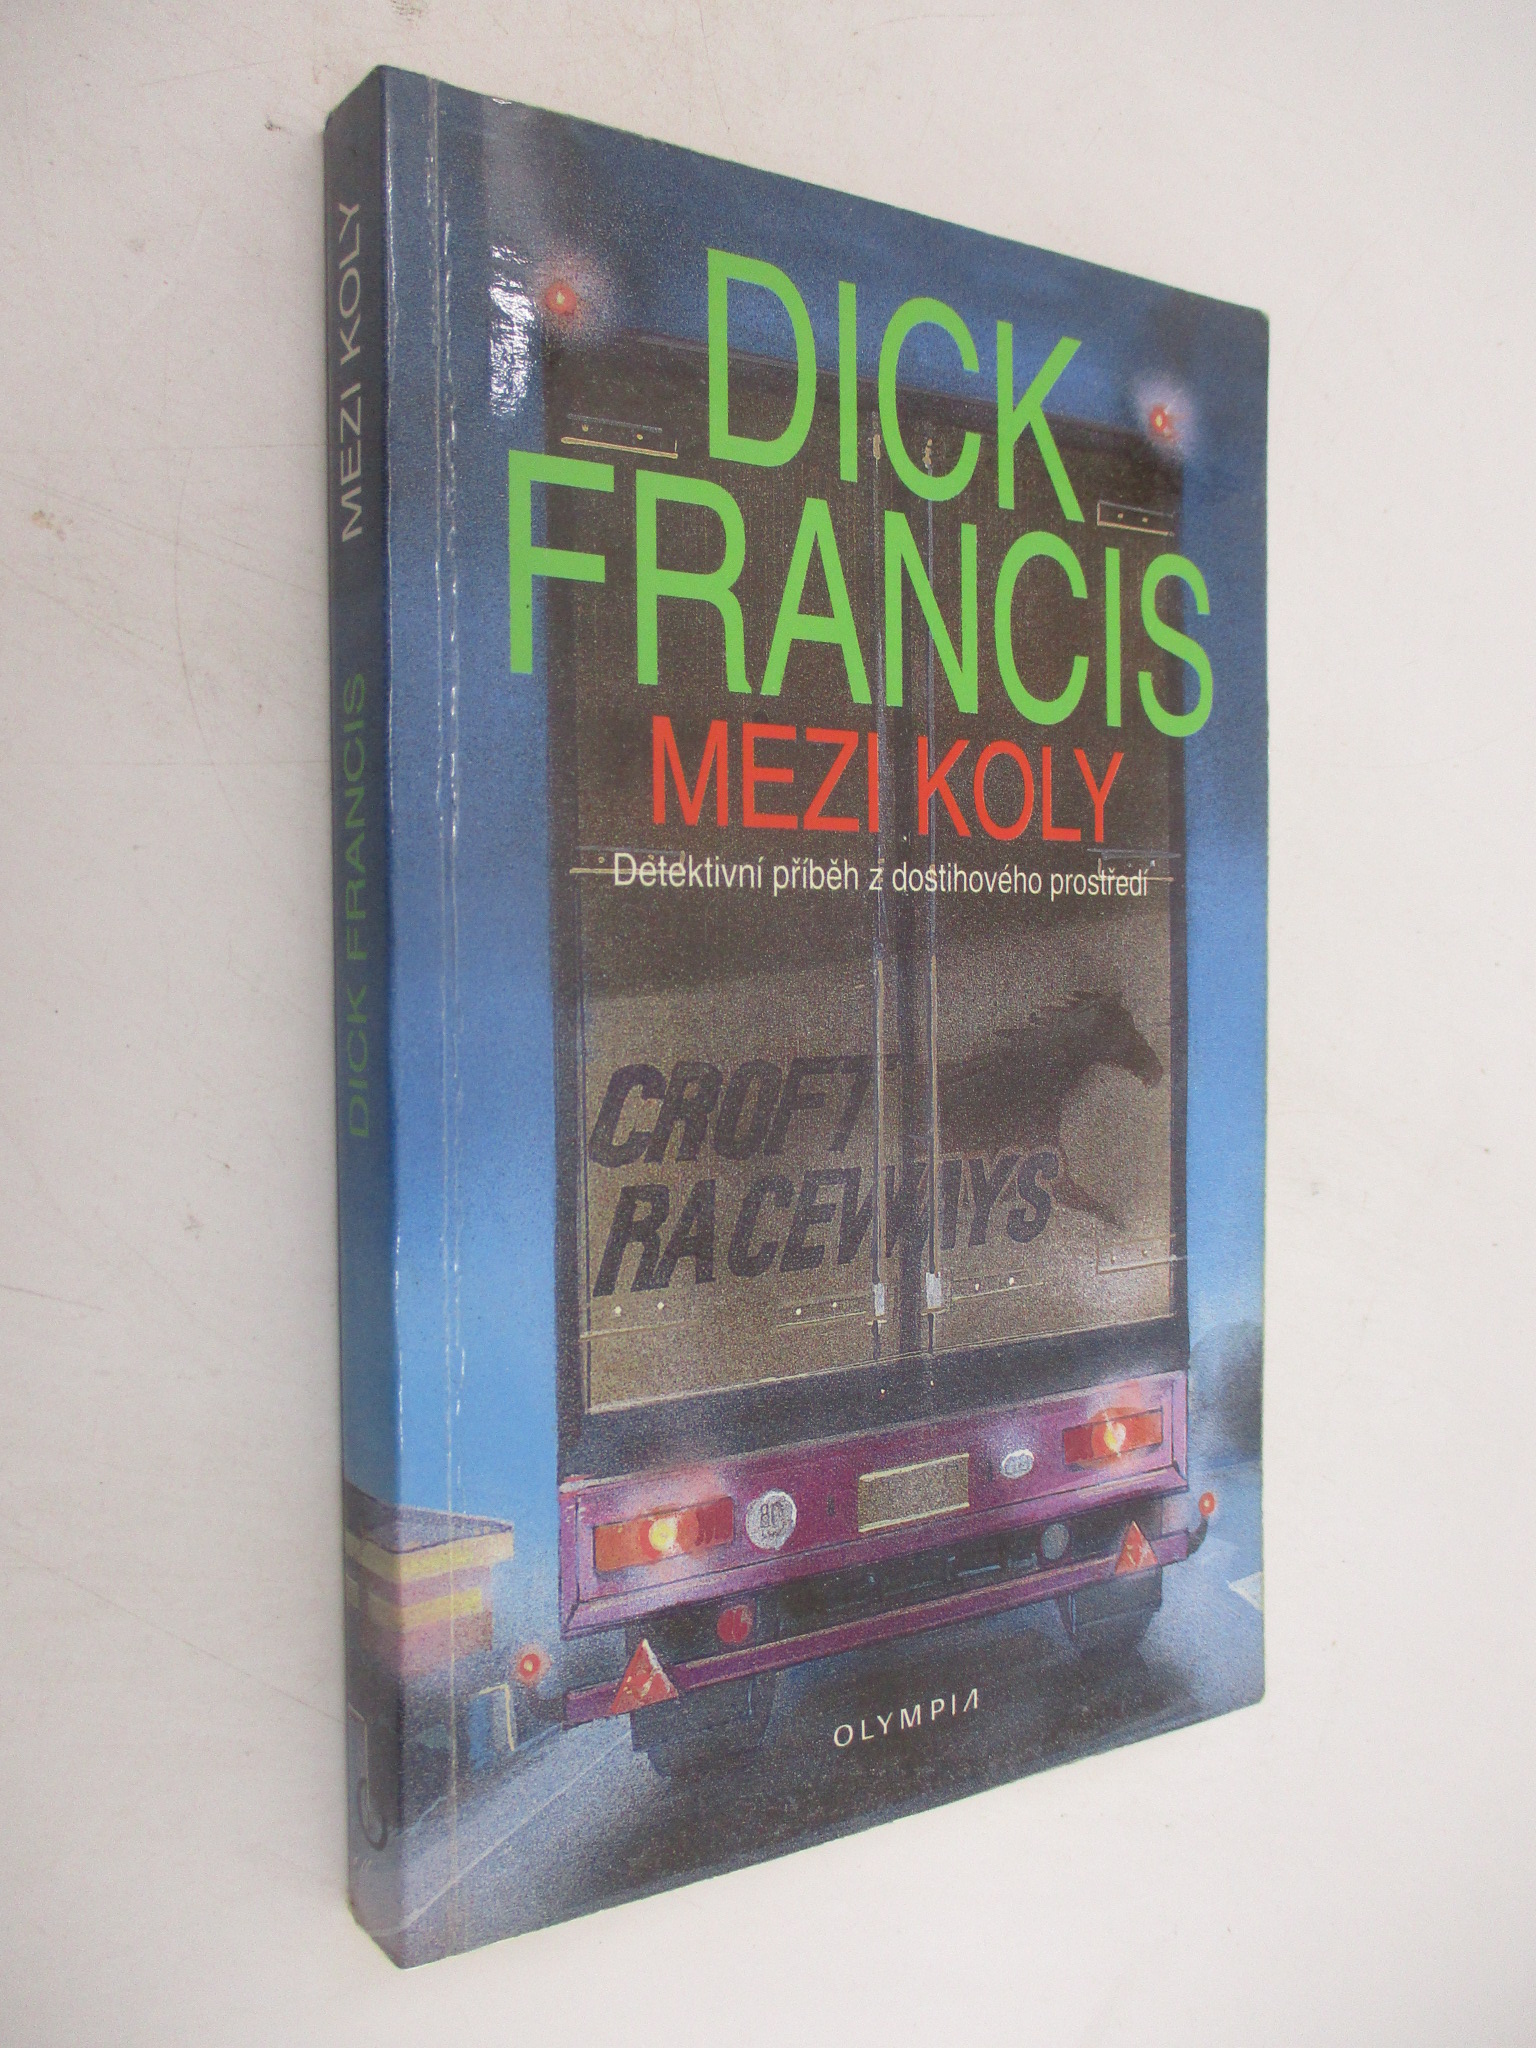 DICK
FRANCIS
MEZI KOLY
Detektivní příběh z dostihového prostředí
CROFT
RACEWAYS
OLYMPIA
DICK FRANCIS MEZI KOLY